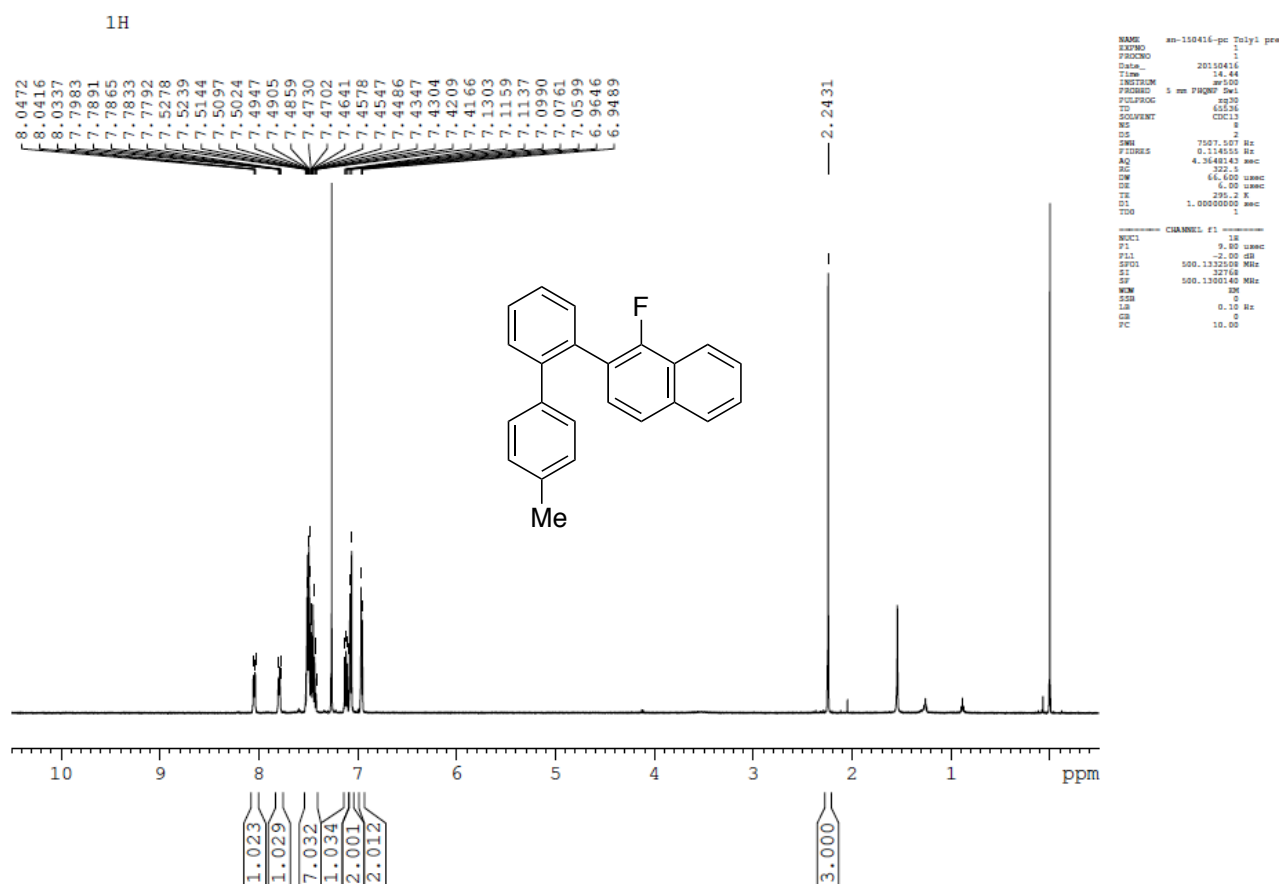 1H
8.0472
8.0416
8.0337
7.7983
7.7891
7.7865
7.7833
7.7792
7.5278
7.5239
7.5144
7.5097
7.5024
7.4947
7.4905
7.4859
7.4730
7.4702
7.4641
7.4578
7.4547
7.4486
7.4347
7.4304
7.4209
7.4166
7.1303
7.1159
7.1137
7.0990
7.0761
7.0599
6.9646
6.9489
2.2431
NAME an-150416-pc Tolyl pre
EXPNO 1
PROCNO 1
Date_ 20150416
Time 14.44
INSTRUM av500
PROBHD 5 mm PHQNP Swi
PULPROG zg30
TD 65536
SOLVENT CDCl3
NS 8
DS 2
SWH 7507.507 Hz
FIDRES 0.114555 Hz
AQ 4.3648143 sec
RG 322.5
DW 66.600 usec
DE 6.00 usec
TE 295.2 K
D1 1.00000000 sec
TD0 1
======== CHANNEL f1 ========
NUC1 1H
P1 9.80 usec
PL1 -2.00 dB
SFO1 500.1332508 MHz
SI 32768
SF 500.1300140 MHz
WDW EM
SSB 0
LB 0.10 Hz
GB 0
PC 10.00
F
Me
10 9 8 7 6 5 4 3 2 1 ppm
1.023
1.029
7.032
1.034
2.001
2.012
3.000